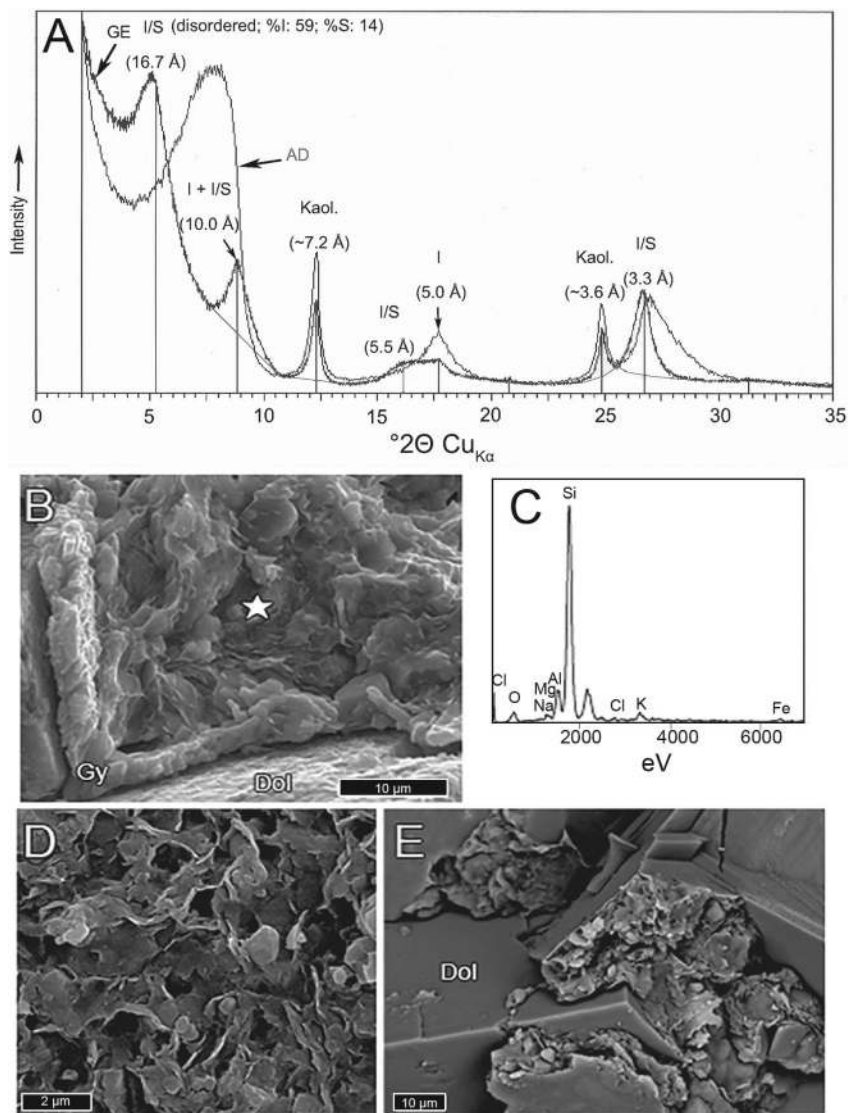 A
GE
I/S (disordered; %I: 59; %S: 14)
(16.7 Å)
AD
I + I/S
(10.0 Å)
Kaol.
(~7.2 Å)
I/S
(5.5 Å)
I
(5.0 Å)
Kaol.
(~3.6 Å)
I/S
(3.3 Å)
Intensity
0 5 10 15 20 25 30 35
°2Θ CuKα
B
Gy
Dol
10 µm
C
Si
Cl
O
Mg
Na
Al
Cl
K
Fe
2000 4000 6000
eV
D
2 µm
E
Dol
10 µm